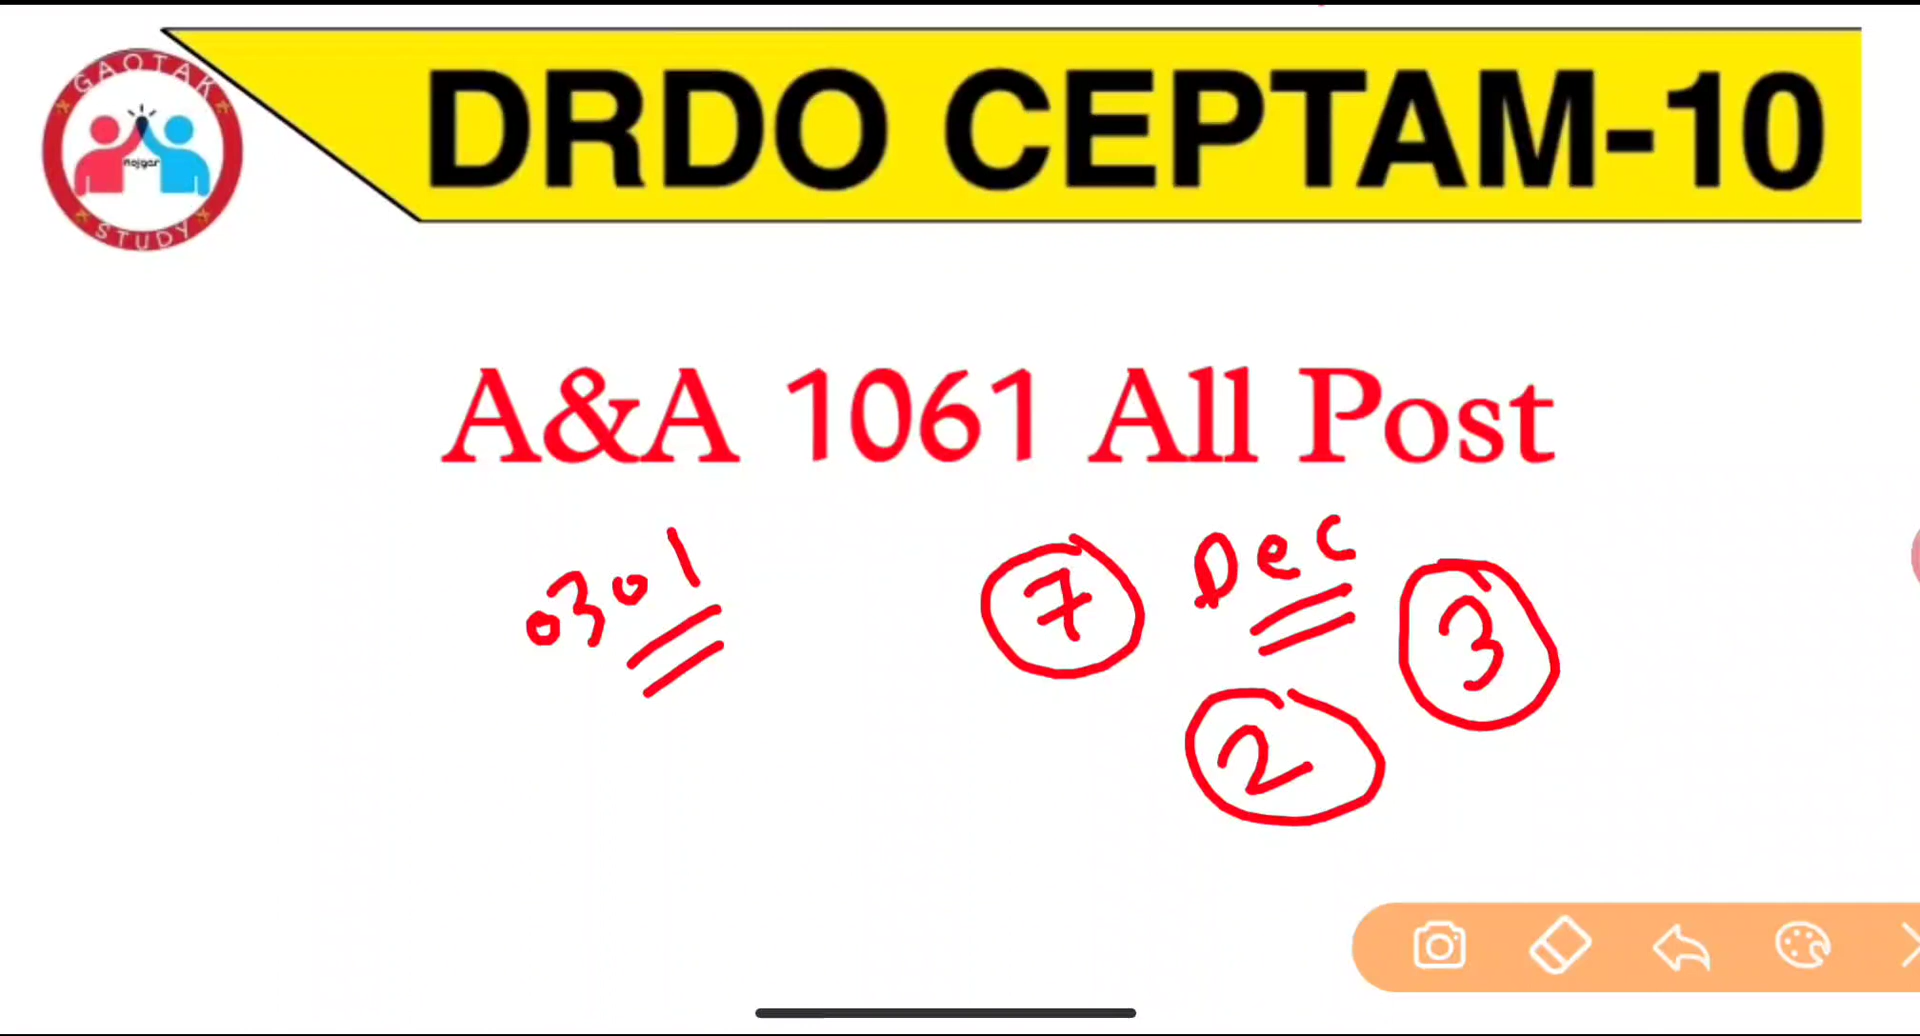 GAOTAK
Rojgar
STUDY
DRDO CEPTAM-10
A&A 1061 All Post
0301
7 Dec 3
2